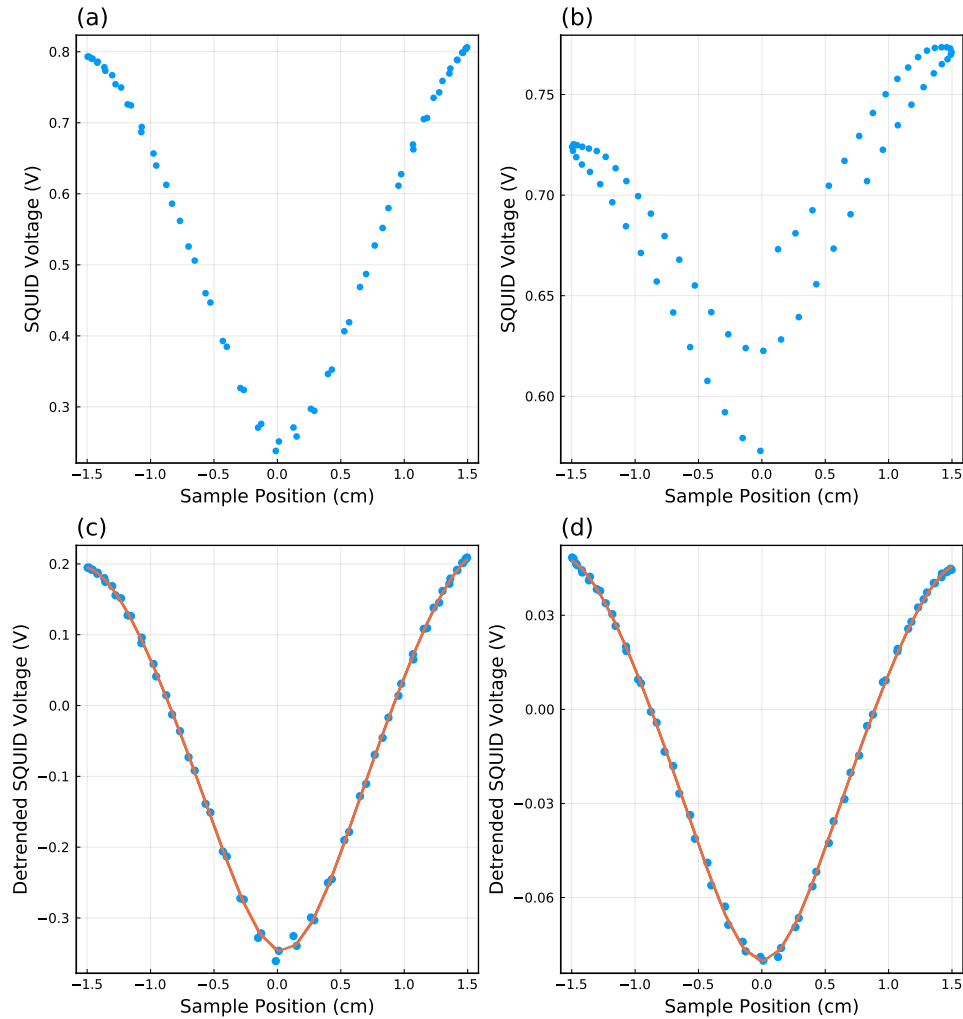 (a)
SQUID Voltage (V)
0.8
0.7
0.6
0.5
0.4
0.3
−1.5 −1.0 −0.5 0.0 0.5 1.0 1.5
Sample Position (cm)
(b)
SQUID Voltage (V)
0.75
0.70
0.65
0.60
−1.5 −1.0 −0.5 0.0 0.5 1.0 1.5
Sample Position (cm)
(c)
Detrended SQUID Voltage (V)
0.2
0.1
0.0
−0.1
−0.2
−0.3
−1.5 −1.0 −0.5 0.0 0.5 1.0 1.5
Sample Position (cm)
(d)
Detrended SQUID Voltage (V)
0.03
0.00
−0.03
−0.06
−1.5 −1.0 −0.5 0.0 0.5 1.0 1.5
Sample Position (cm)